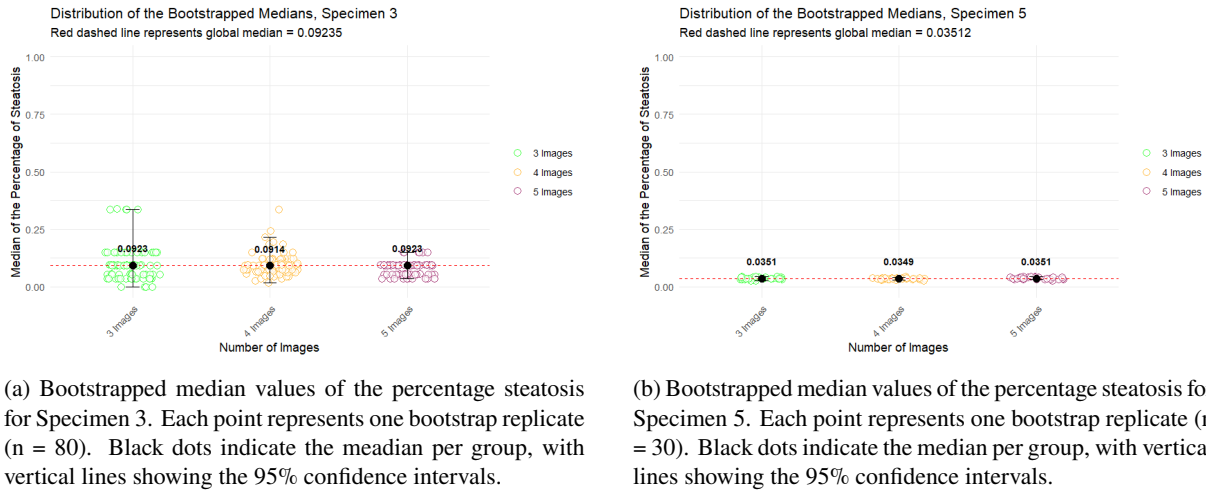 Distribution of the Bootstrapped Medians, Specimen 3
Red dashed line represents global median = 0.09235
Median of the Percentage of Steatosis
1.00
0.75
0.50
0.25
0.00
0.0923
0.0914
0.0923
3 Images
4 Images
5 Images
Number of Images
3 Images
4 Images
5 Images
(a) Bootstrapped median values of the percentage steatosis
for Specimen 3. Each point represents one bootstrap replicate
(n = 80). Black dots indicate the meadian per group, with
vertical lines showing the 95% confidence intervals.
Distribution of the Bootstrapped Medians, Specimen 5
Red dashed line represents global median = 0.03512
Median of the Percentage of Steatosis
1.00
0.75
0.50
0.25
0.00
0.0351
0.0349
0.0351
3 Images
4 Images
5 Images
Number of Images
3 Images
4 Images
5 Images
(b) Bootstrapped median values of the percentage steatosis fo
Specimen 5. Each point represents one bootstrap replicate (n
= 30). Black dots indicate the median per group, with vertica
lines showing the 95% confidence intervals.